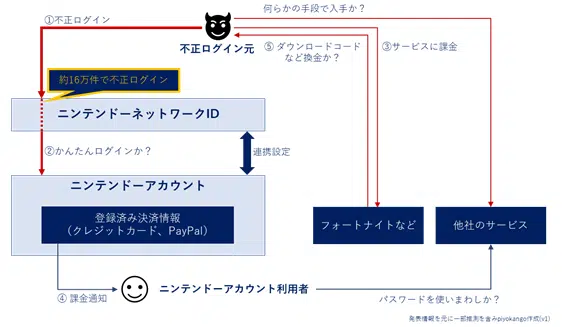 ①不正ログイン
何らかの手段で入手か？
不正ログイン元
⑤ ダウンロードコード
など換金か？
③サービスに課金
約16万件で不正ログイン
ニンテンドーネットワークID
②かんたんログインか？
連携設定
ニンテンドーアカウント
登録済み決済情報
（クレジットカード、PayPal）
フォートナイトなど
他社のサービス
④ 課金通知
ニンテンドーアカウント利用者
パスワードを使いまわしか？
発表情報を元に一部推測を含みpiyokango作成(v1)